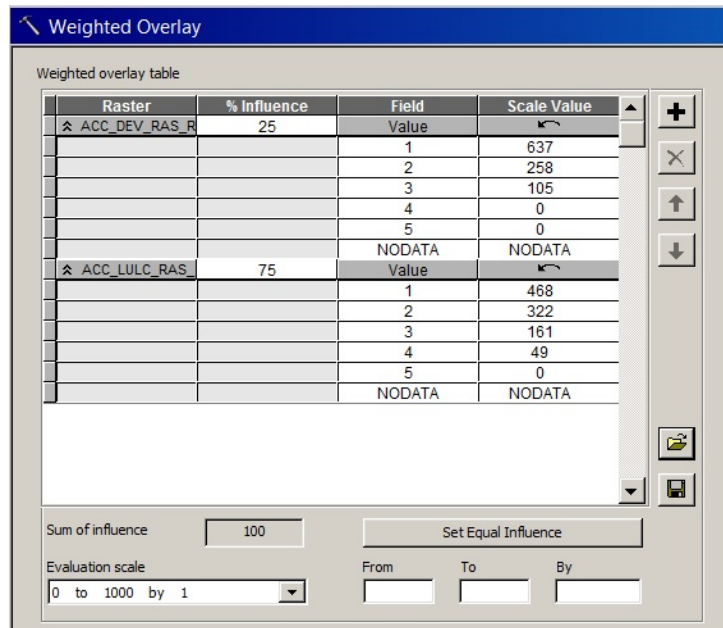 Weighted Overlay
Weighted overlay table
Raster % Influence Field Scale Value
ACC_DEV_RAS_R 25 Value
1 637
2 258
3 105
4 0
5 0
NODATA NODATA
ACC_LULC_RAS_ 75 Value
1 468
2 322
3 161
4 49
5 0
NODATA NODATA
Sum of influence 100 Set Equal Influence
Evaluation scale From To By
0 to 1000 by 1